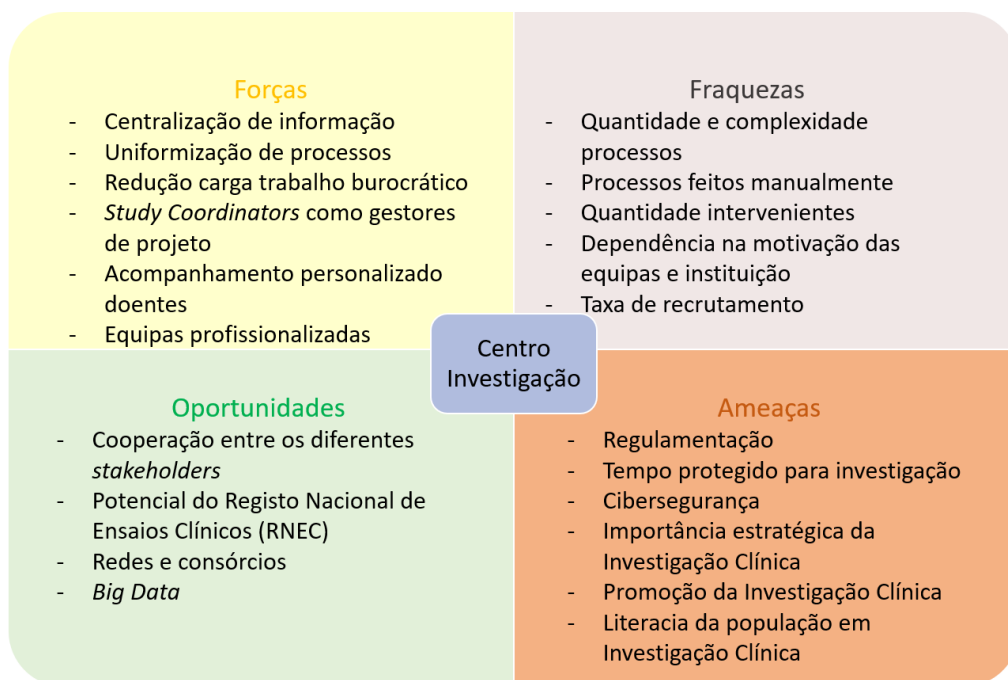 Forças
- Centralização de informação
- Uniformização de processos
- Redução carga trabalho burocrático
- Study Coordinators como gestores
de projeto
- Acompanhamento personalizado
doentes
- Equipas profissionalizadas
Fraquezas
- Quantidade e complexidade
processos
- Processos feitos manualmente
- Quantidade intervenientes
- Dependência na motivação das
equipas e instituição
- Taxa de recrutamento
Centro
Investigação
Oportunidades
- Cooperação entre os diferentes
stakeholders
- Potencial do Registo Nacional de
Ensaios Clínicos (RNEC)
- Redes e consórcios
- Big Data
Ameaças
- Regulamentação
- Tempo protegido para investigação
- Cibersegurança
- Importância estratégica da
Investigação Clínica
- Promoção da Investigação Clínica
- Literacia da população em
Investigação Clínica